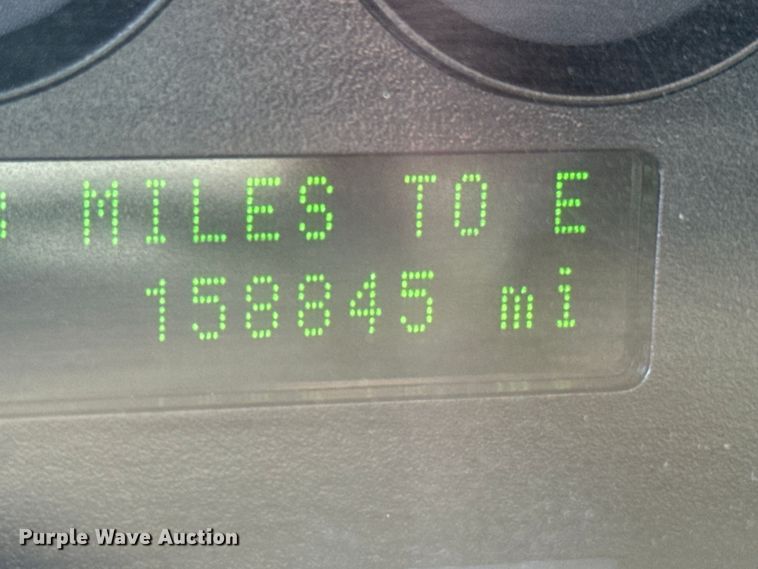 MILES TO E
158845 mi
Purple Wave Auction